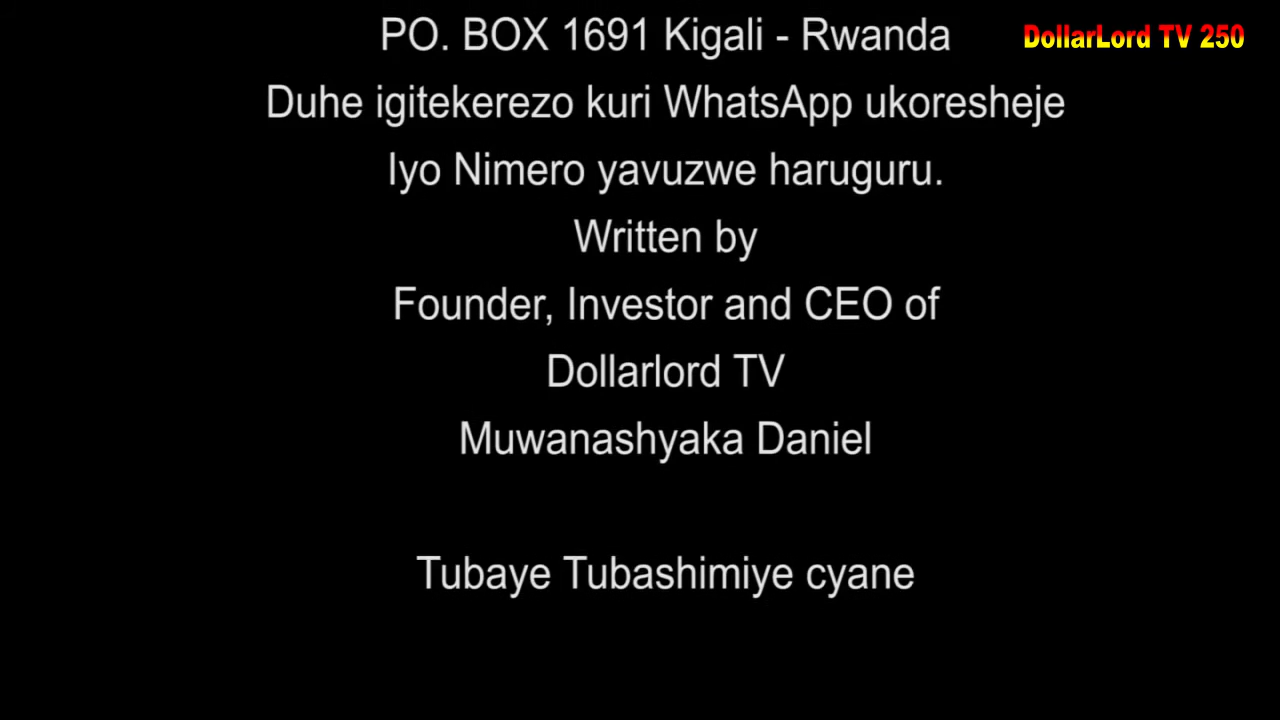 PO. BOX 1691 Kigali - Rwanda
DollarLord TV 250
Duhe igitekerezo kuri WhatsApp ukoresheje
Iyo Nimero yavuzwe haruguru.
Written by
Founder, Investor and CEO of
Dollarlord TV
Muwanashyaka Daniel
Tubaye Tubashimiye cyane